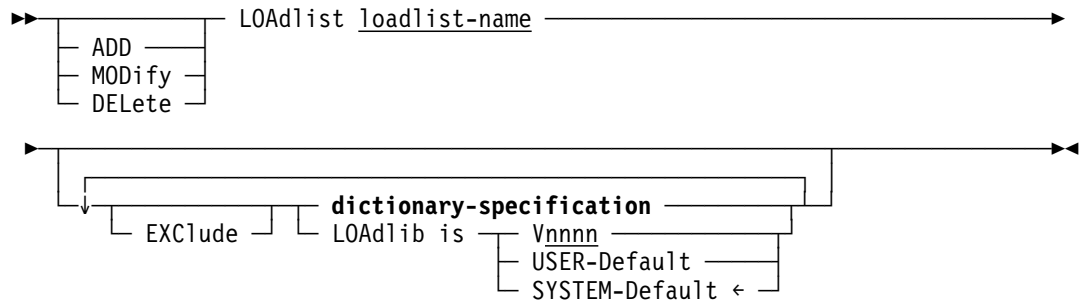 LOAdlist loadlist-name
ADD
MODify
DELete
dictionary-specification
EXClude LOAdlib is Vnnnn
USER-Default
SYSTEM-Default ←